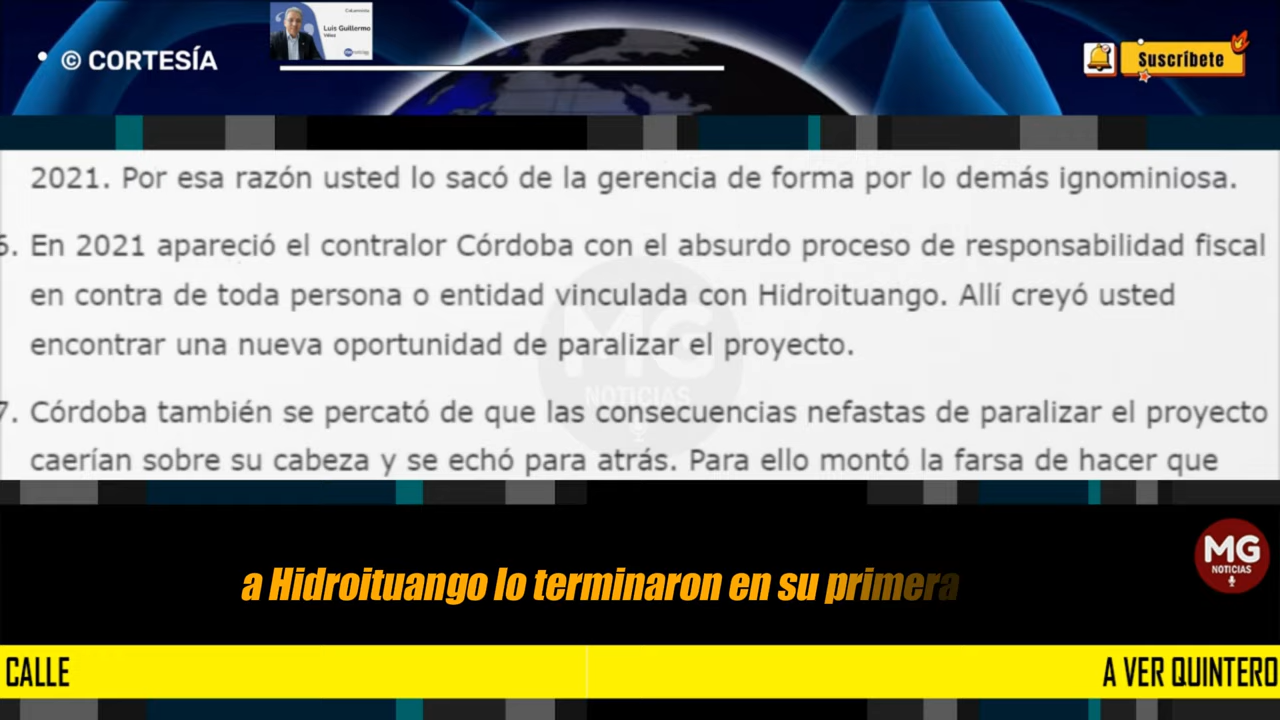 Columnista
Luis Guillermo
Vélez
© CORTESÍA
Suscríbete
2021. Por esa razón usted lo sacó de la gerencia de forma por lo demás ignominiosa.
6. En 2021 apareció el contralor Córdoba con el absurdo proceso de responsabilidad fiscal
en contra de toda persona o entidad vinculada con Hidroituango. Allí creyó usted
encontrar una nueva oportunidad de paralizar el proyecto.
7. Córdoba también se percató de que las consecuencias nefastas de paralizar el proyecto
caerían sobre su cabeza y se echó para atrás. Para ello montó la farsa de hacer que
MG
NOTICIAS
a Hidroituango lo terminaron en su primera
MG
NOTICIAS
CALLE
A VER QUINTERO